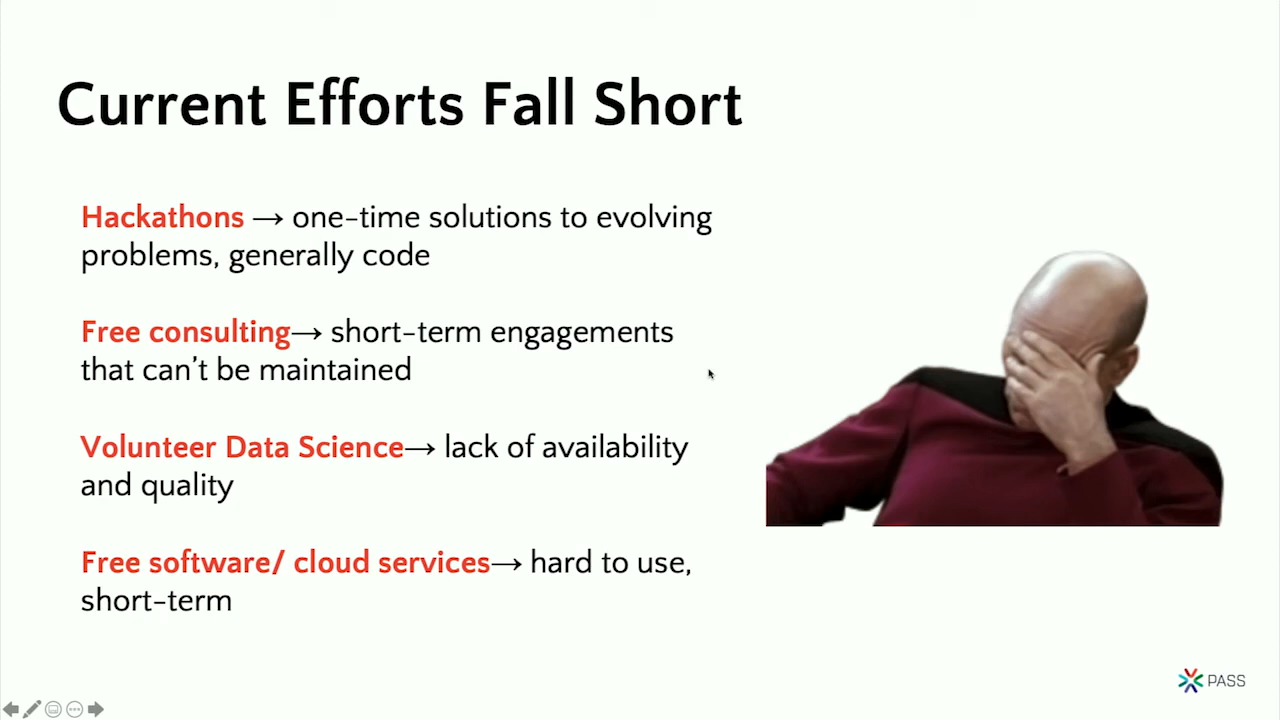 Current Efforts Fall Short
Hackathons → one-time solutions to evolving
problems, generally code
Free consulting→ short-term engagements
that can’t be maintained
Volunteer Data Science→ lack of availability
and quality
Free software/ cloud services→ hard to use,
short-term
PASS